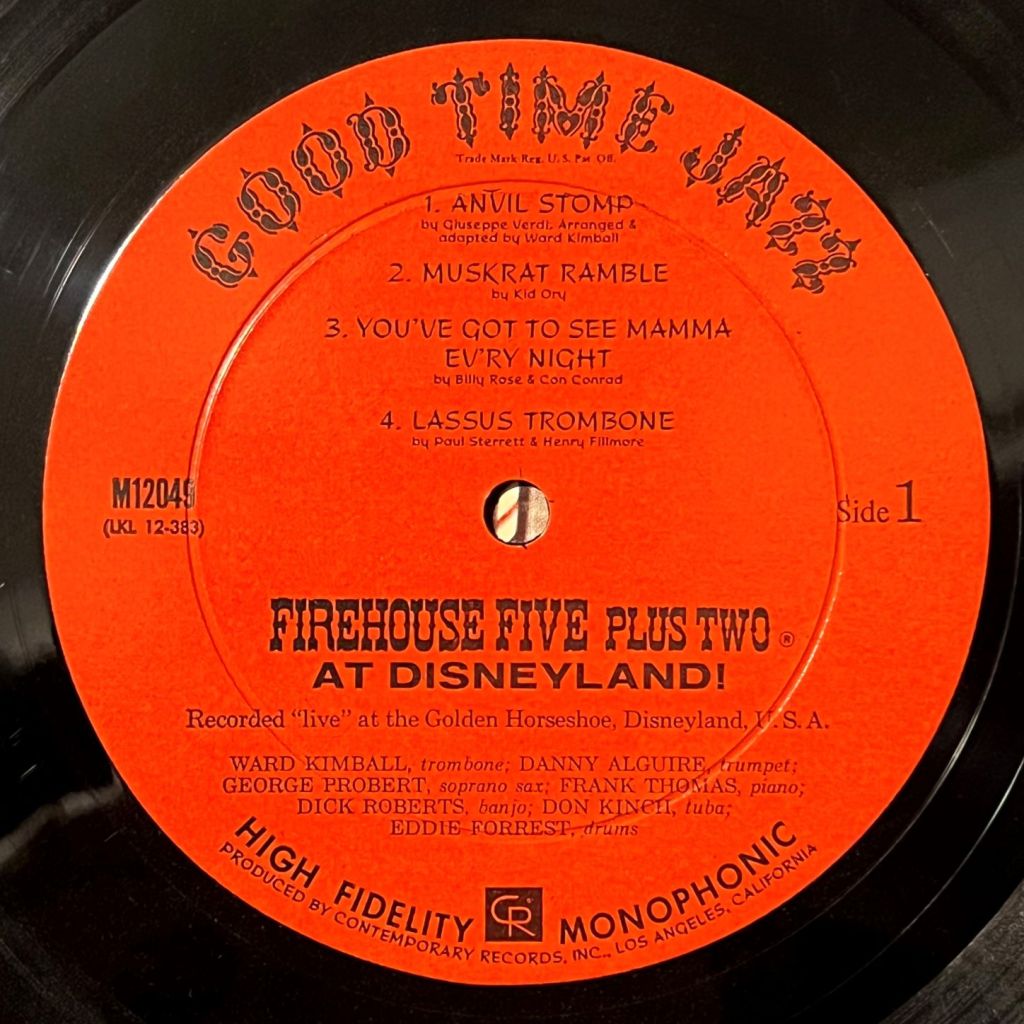 GOOD TIME JAZZ
Trade Mark Reg. U. S. Pat. Off.
1. ANVIL STOMP
by Giuseppe Verdi. Arranged &
adapted by Ward Kimball
2. MUSKRAT RAMBLE
by Kid Ory
3. YOU'VE GOT TO SEE MAMMA
EV'RY NIGHT
by Billy Rose & Con Conrad
4. LASSUS TROMBONE
by Paul Sterrett & Henry Fillmore
M12049
(LKL 12-383)
Side 1
FIREHOUSE FIVE PLUS TWO ®
AT DISNEYLAND!
Recorded "live" at the Golden Horseshoe, Disneyland, U. S. A.
WARD KIMBALL, trombone; DANNY ALGUIRE, trumpet;
GEORGE PROBERT, soprano sax; FRANK THOMAS, piano;
DICK ROBERTS, banjo; DON KINCH, tuba;
EDDIE FORREST, drums
HIGH FIDELITY CR MONOPHONIC
PRODUCED BY CONTEMPORARY RECORDS, INC., LOS ANGELES, CALIFORNIA